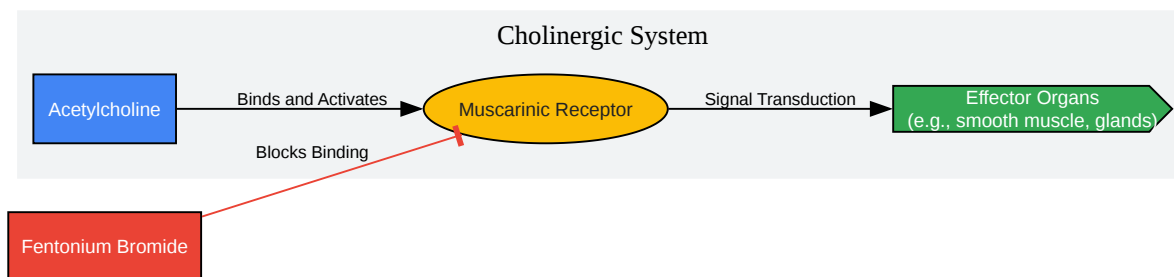 Cholinergic System
Acetylcholine
Binds and Activates
Muscarinic Receptor
Signal Transduction
Effector Organs
(e.g., smooth muscle, glands)
Blocks Binding
Fentonium Bromide